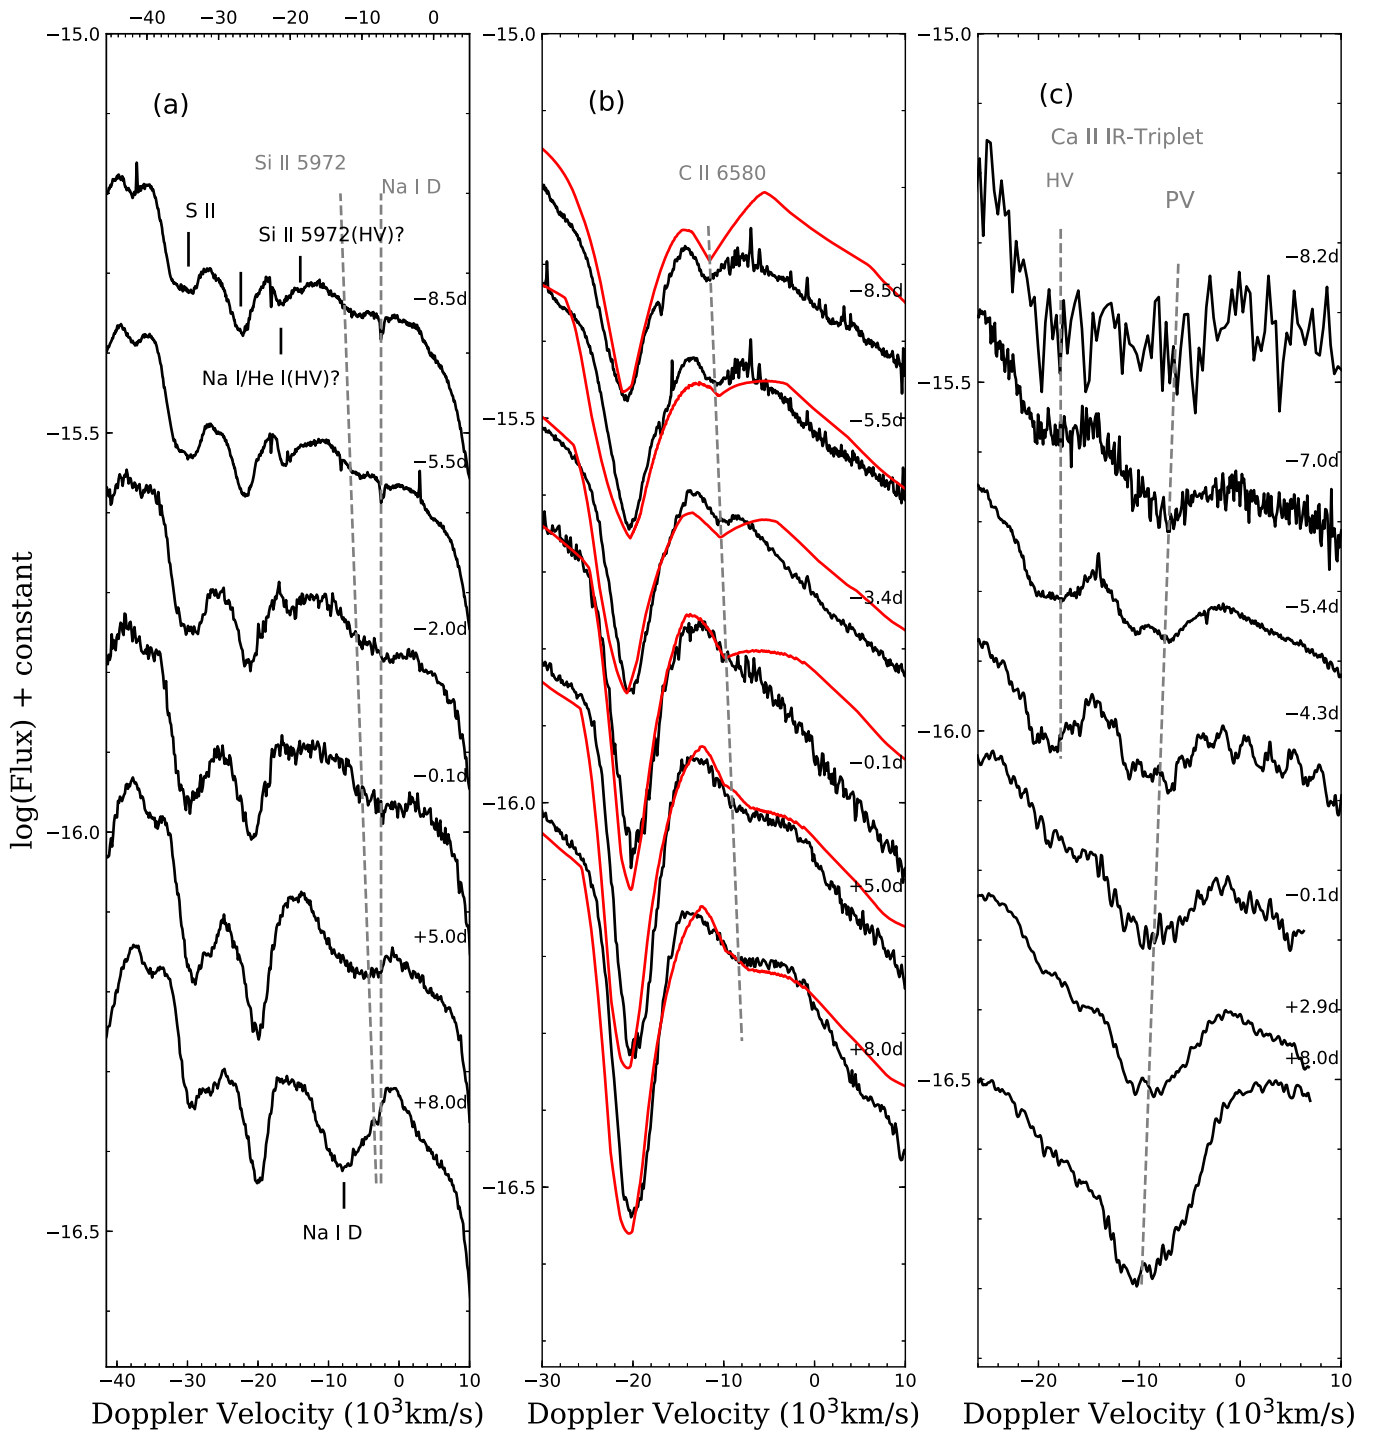 −40 −30 −20 −10 0
−15.0 −15.0 −15.0
(a) (b) (c)
Ca II IR-Triplet
Si II 5972 C II 6580
HV
Na I D PV
S II
Si II 5972(HV)?
−8.2d
−8.5d −8.5d
Na I/He I(HV)?
−15.5 −15.5 −15.5
−5.5d −5.5d −7.0d
−2.0d −3.4d −5.4d
−4.3d
−16.0
−0.1d −0.1d
−16.0 −16.0
+5.0d −0.1d
+5.0d
+2.9d
+8.0d +8.0d +8.0d
−16.5 −16.5 −16.5
Na I D
log(Flux) + constant
−40 −30 −20 −10 0 10
−30 −20 −10 0 10
−20 −10 0 10
Doppler Velocity (10³km/s)
Doppler Velocity (10³km/s)
Doppler Velocity (10³km/s)